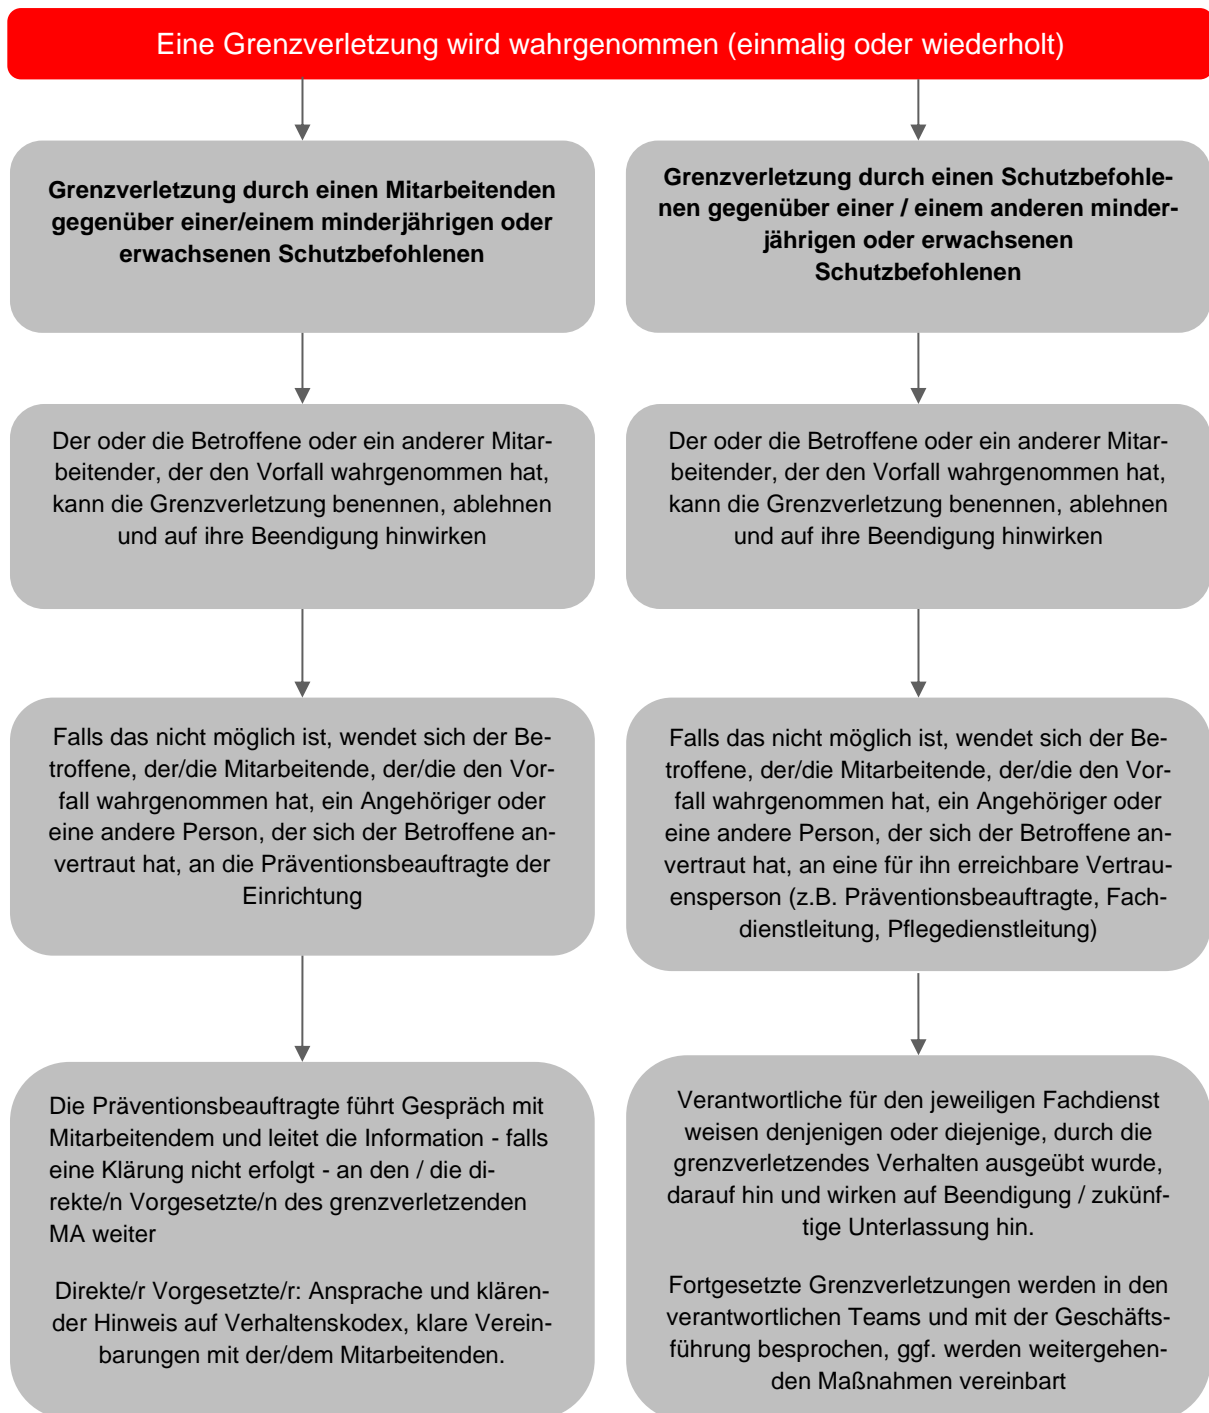 Eine Grenzverletzung wird wahrgenommen (einmalig oder wiederholt)
Grenzverletzung durch einen Mitarbeitenden
gegenüber einer/einem minderjährigen oder
erwachsenen Schutzbefohlenen
Grenzverletzung durch einen Schutzbefohle-
nen gegenüber einer / einem anderen minder-
jährigen oder erwachsenen
Schutzbefohlenen
Der oder die Betroffene oder ein anderer Mitar-
beitender, der den Vorfall wahrgenommen hat,
kann die Grenzverletzung benennen, ablehnen
und auf ihre Beendigung hinwirken
Der oder die Betroffene oder ein anderer Mitar-
beitender, der den Vorfall wahrgenommen hat,
kann die Grenzverletzung benennen, ablehnen
und auf ihre Beendigung hinwirken
Falls das nicht möglich ist, wendet sich der Be-
troffene, der/die Mitarbeitende, der/die den Vor-
fall wahrgenommen hat, ein Angehöriger oder
eine andere Person, der sich der Betroffene an-
vertraut hat, an die Präventionsbeauftragte der
Einrichtung
Falls das nicht möglich ist, wendet sich der Be-
troffene, der/die Mitarbeitende, der/die den Vor-
fall wahrgenommen hat, ein Angehöriger oder
eine andere Person, der sich der Betroffene an-
vertraut hat, an eine für ihn erreichbare Vertrau-
ensperson (z.B. Präventionsbeauftragte, Fach-
dienstleitung, Pflegedienstleitung)
Die Präventionsbeauftragte führt Gespräch mit
Mitarbeitendem und leitet die Information - falls
eine Klärung nicht erfolgt - an den / die di-
rekte/n Vorgesetzte/n des grenzverletzenden
MA weiter
Direkte/r Vorgesetzte/r: Ansprache und klären-
der Hinweis auf Verhaltenskodex, klare Verein-
barungen mit der/dem Mitarbeitenden.
Verantwortliche für den jeweiligen Fachdienst
weisen denjenigen oder diejenige, durch die
grenzverletzendes Verhalten ausgeübt wurde,
darauf hin und wirken auf Beendigung / zukünf-
tige Unterlassung hin.
Fortgesetzte Grenzverletzungen werden in den
verantwortlichen Teams und mit der Geschäfts-
führung besprochen, ggf. werden weitergehen-
den Maßnahmen vereinbart